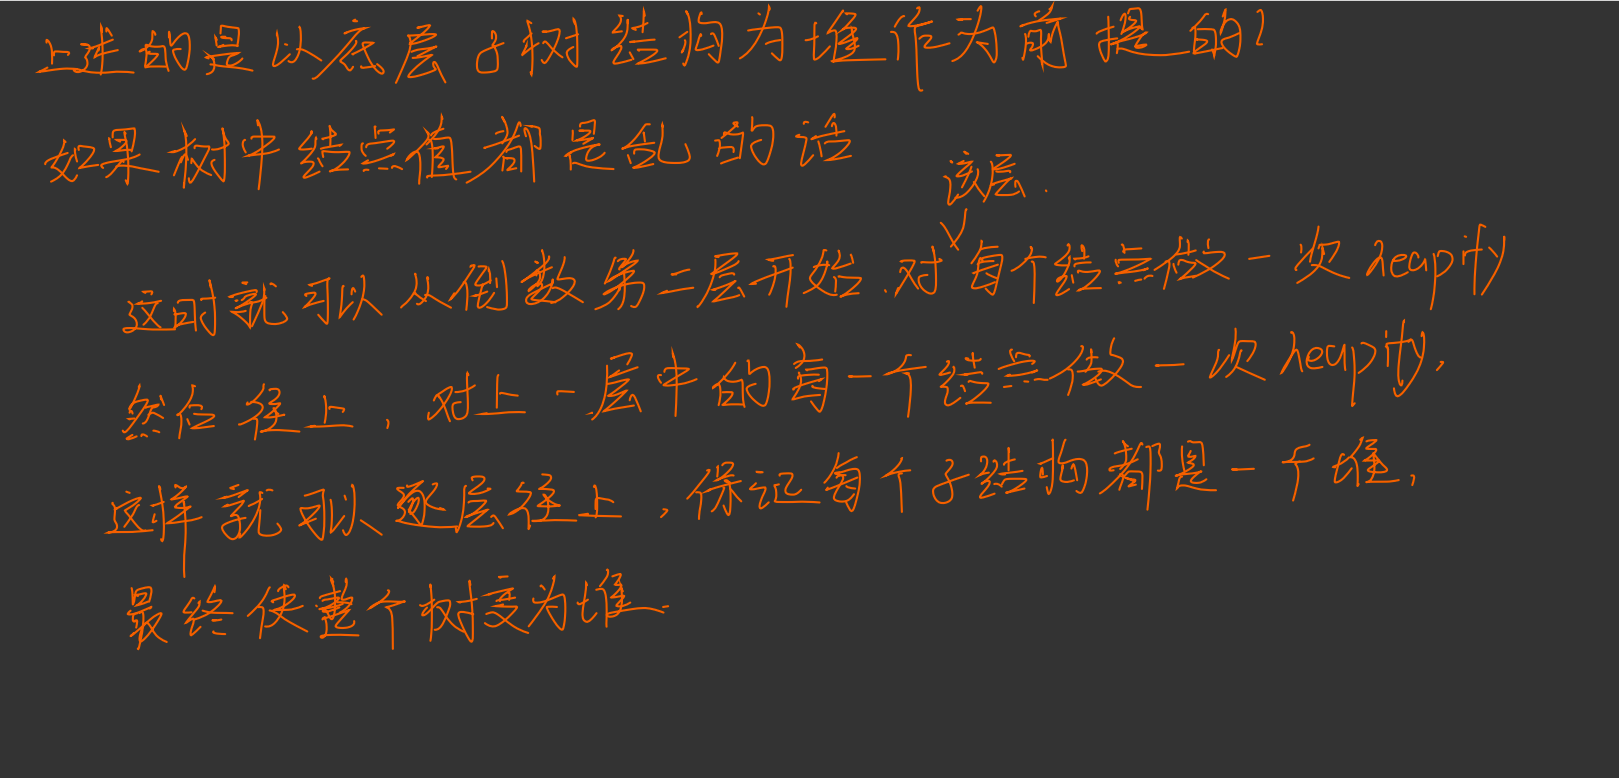 上述的是以底层子树结构为堆作为前提的?
如果树中结点值都是乱的话
该层.
这时就可以从倒数第二层开始.对每个结点做一次heapify
然后往上,对上一层中的每一个结点做一次heapify,
这样就可以逐层往上,保证每个子结构都是一个堆,
最终使整个树变为堆.